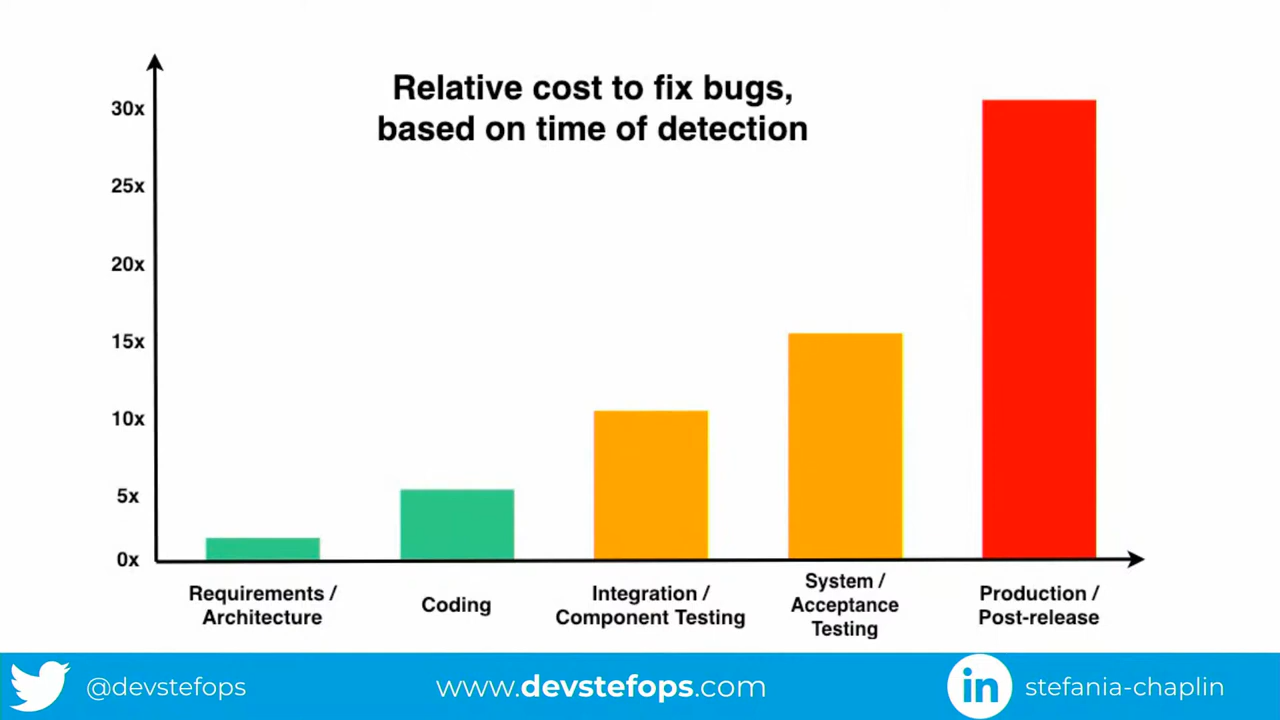 Relative cost to fix bugs,
based on time of detection
30x
25x
20x
15x
10x
5x
0x
Requirements /
Architecture
Coding
Integration /
Component Testing
System /
Acceptance
Testing
Production /
Post-release
@devstefops
www.devstefops.com
in
stefania-chaplin